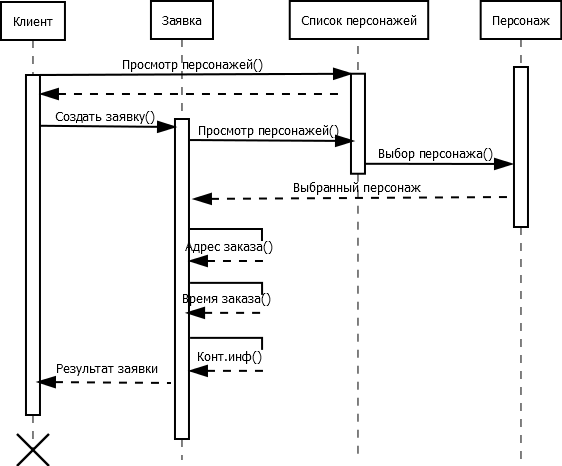 Клиент
Заявка
Список персонажей
Персонаж
Просмотр персонажей()
Создать заявку()
Просмотр персонажей()
Выбор персонажа()
Выбранный персонаж
Адрес заказа()
Время заказа()
Конт.инф()
Результат заявки